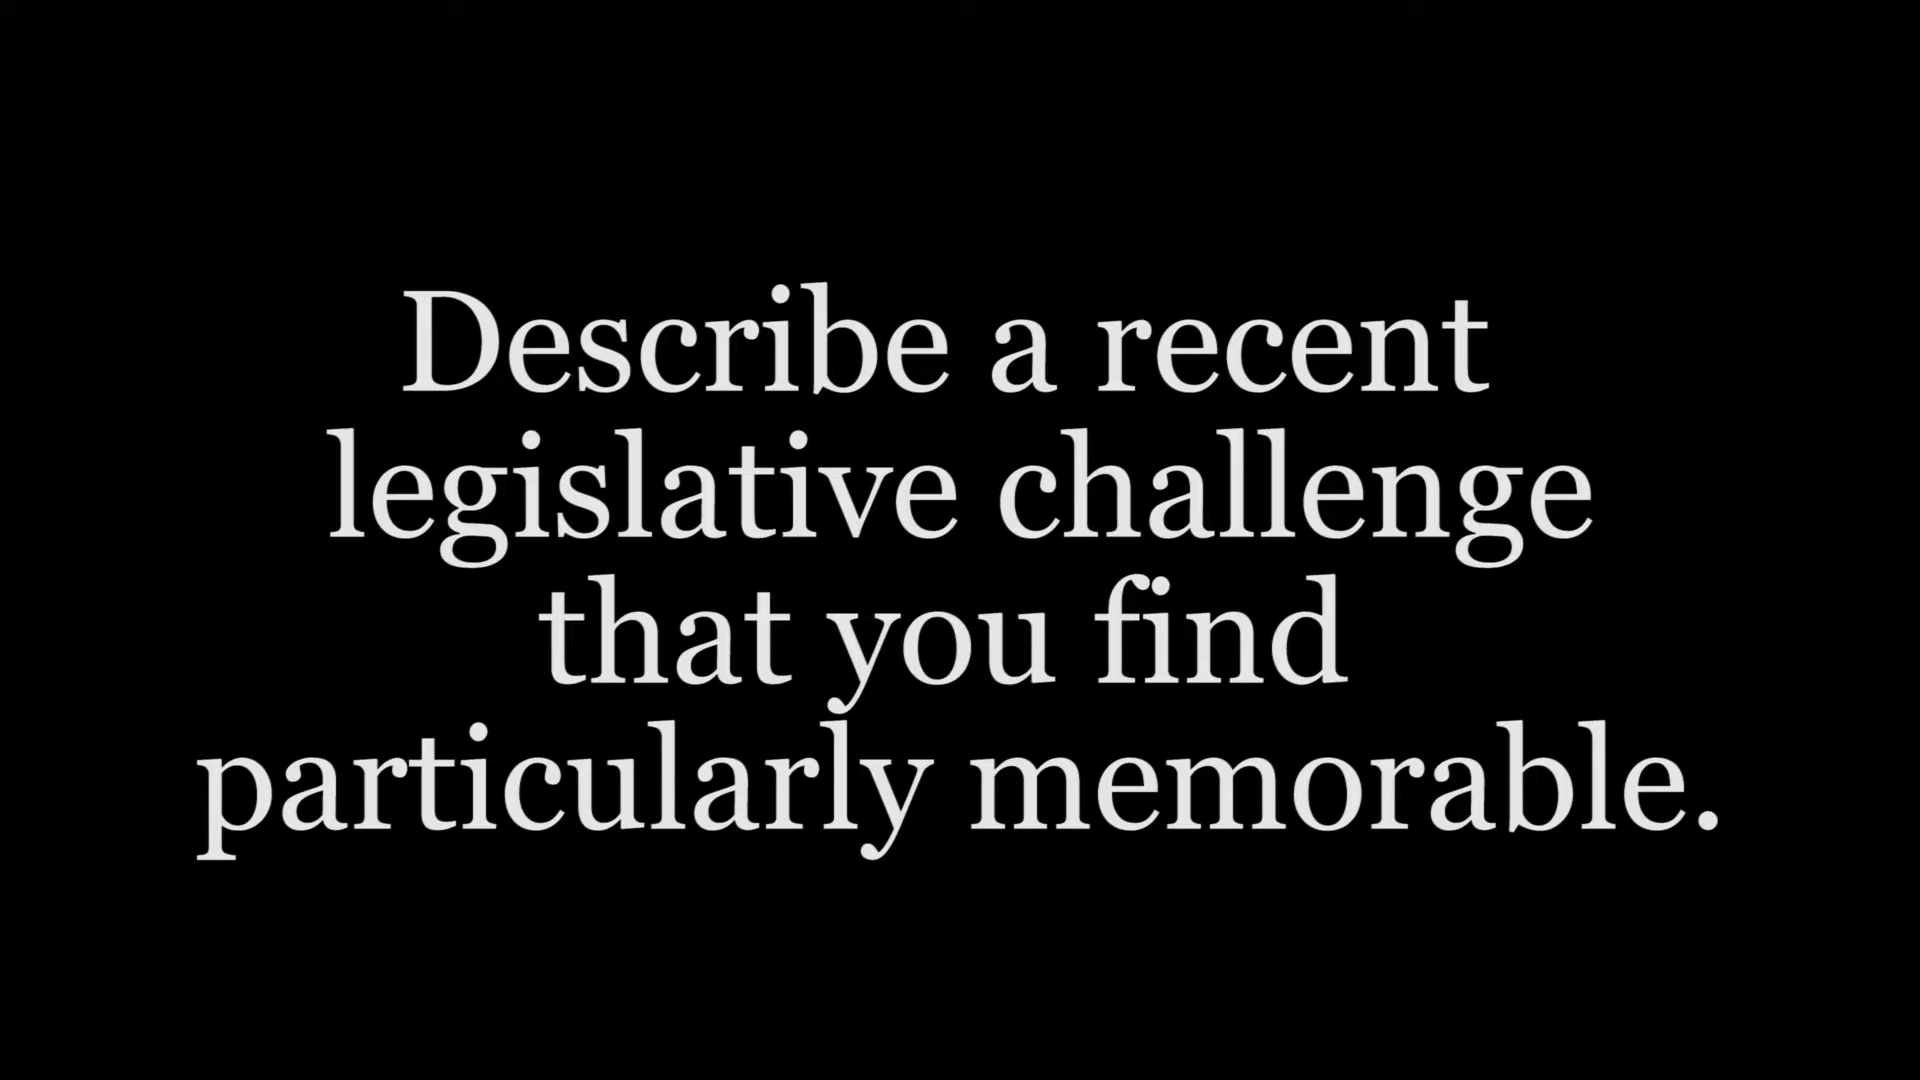 Describe a recent
legislative challenge
that you find
particularly memorable.